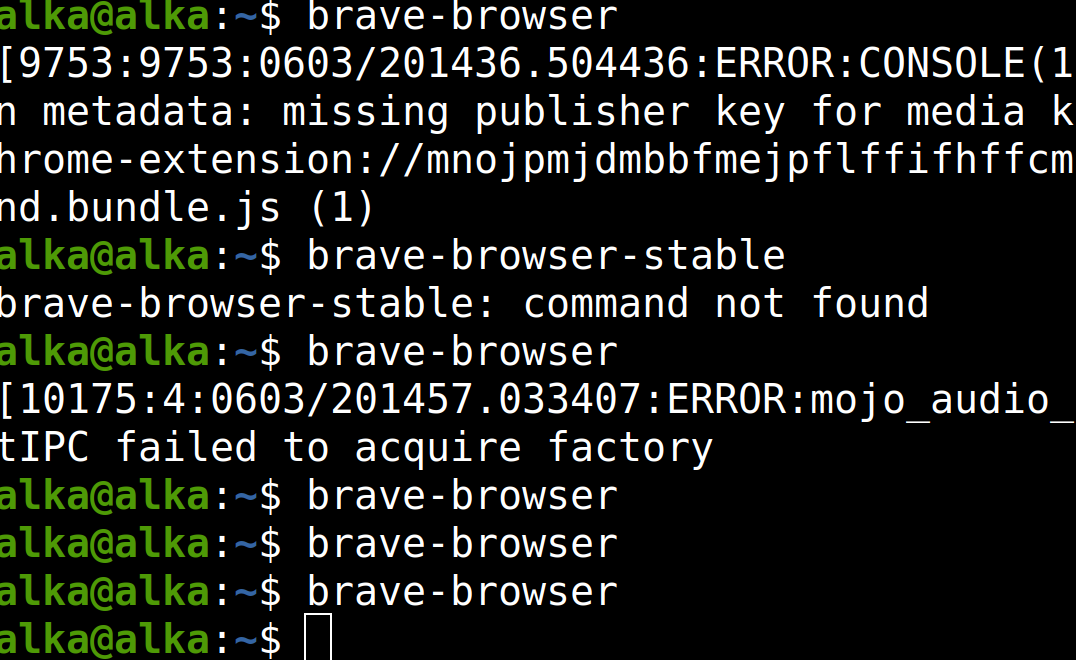 alka@alka:~$ brave-browser
[9753:9753:0603/201436.504436:ERROR:CONSOLE(1
n metadata: missing publisher key for media k
hrome-extension://mnojpmjdmbbfmejpflffifhffcm
nd.bundle.js (1)
alka@alka:~$ brave-browser-stable
brave-browser-stable: command not found
alka@alka:~$ brave-browser
[10175:4:0603/201457.033407:ERROR:mojo_audio_
tIPC failed to acquire factory
alka@alka:~$ brave-browser
alka@alka:~$ brave-browser
alka@alka:~$ brave-browser
alka@alka:~$